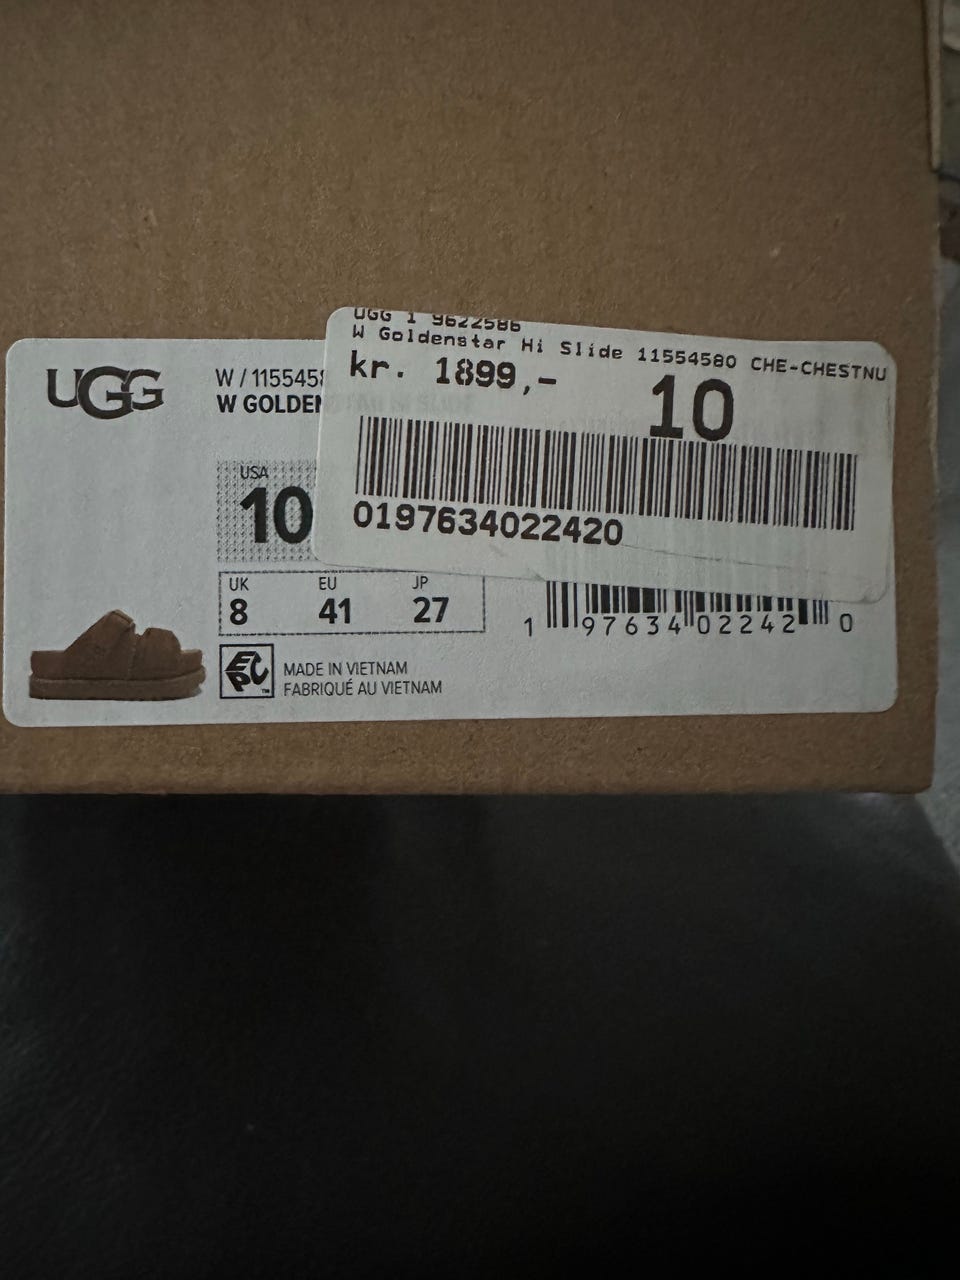 UGG 1 9622586
W Goldenstar Hi Slide 11554580 CHE-CHESTNU
kr. 1899,-
10
0197634022420
UGG
W / 115545
W GOLDEN
USA
10
UK EU JP
8 41 27
1 97634 02242 0
EPC™
MADE IN VIETNAM
FABRIQUÉ AU VIETNAM